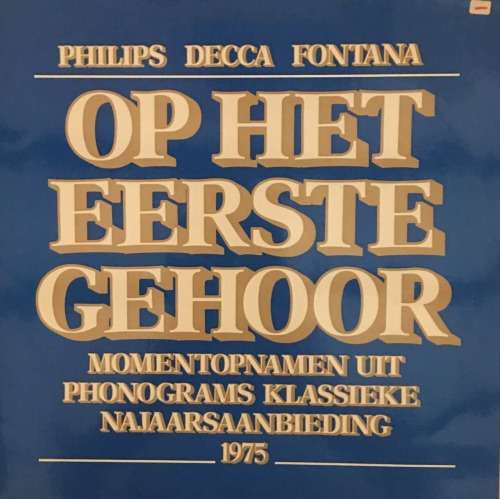 PHILIPS DECCA FONTANA
OP HET
EERSTE
GEHOOR
MOMENTOPNAMEN UIT
PHONOGRAMS KLASSIEKE
NAJAARSAANBIEDING
1975